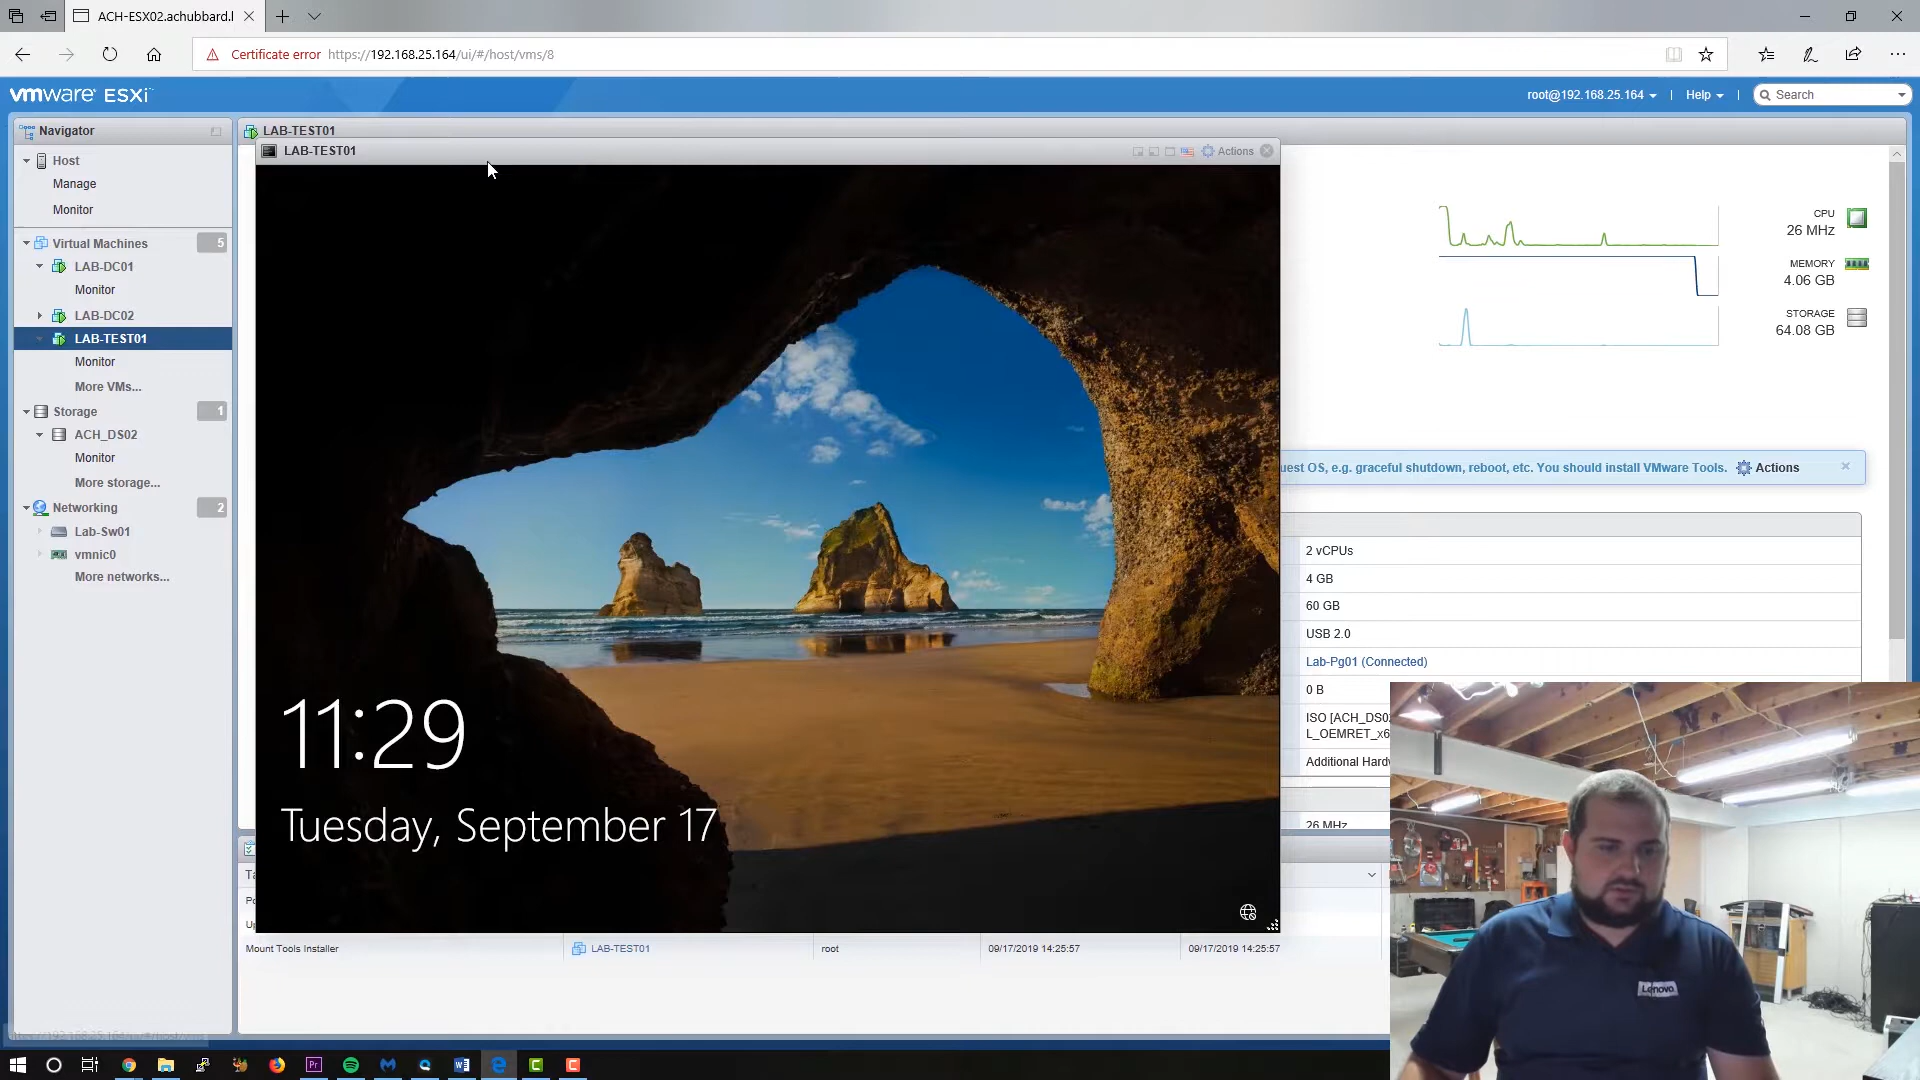 ACH-ESX02.achubbard.l
Certificate error https://192.168.25.164/ui/#/host/vms/8
vmware ESXi
root@192.168.25.164 | Help | Search
Navigator
Host
Manage
Monitor
Virtual Machines 5
LAB-DC01
Monitor
LAB-DC02
LAB-TEST01
Monitor
More VMs...
Storage 1
ACH_DS02
Monitor
More storage...
Networking 2
Lab-Sw01
vmnic0
More networks...
LAB-TEST01
LAB-TEST01 Actions
11:29
Tuesday, September 17
CPU
26 MHz
MEMORY
4.06 GB
STORAGE
64.08 GB
uest OS, e.g. graceful shutdown, reboot, etc. You should install VMware Tools. Actions
2 vCPUs
4 GB
60 GB
USB 2.0
Lab-Pg01 (Connected)
0 B
ISO [ACH_DS02
L_OEMRET_x6
Additional Hardw
26 MHz
Mount Tools Installer LAB-TEST01 root 09/17/2019 14:25:57 09/17/2019 14:25:57
Lenovo